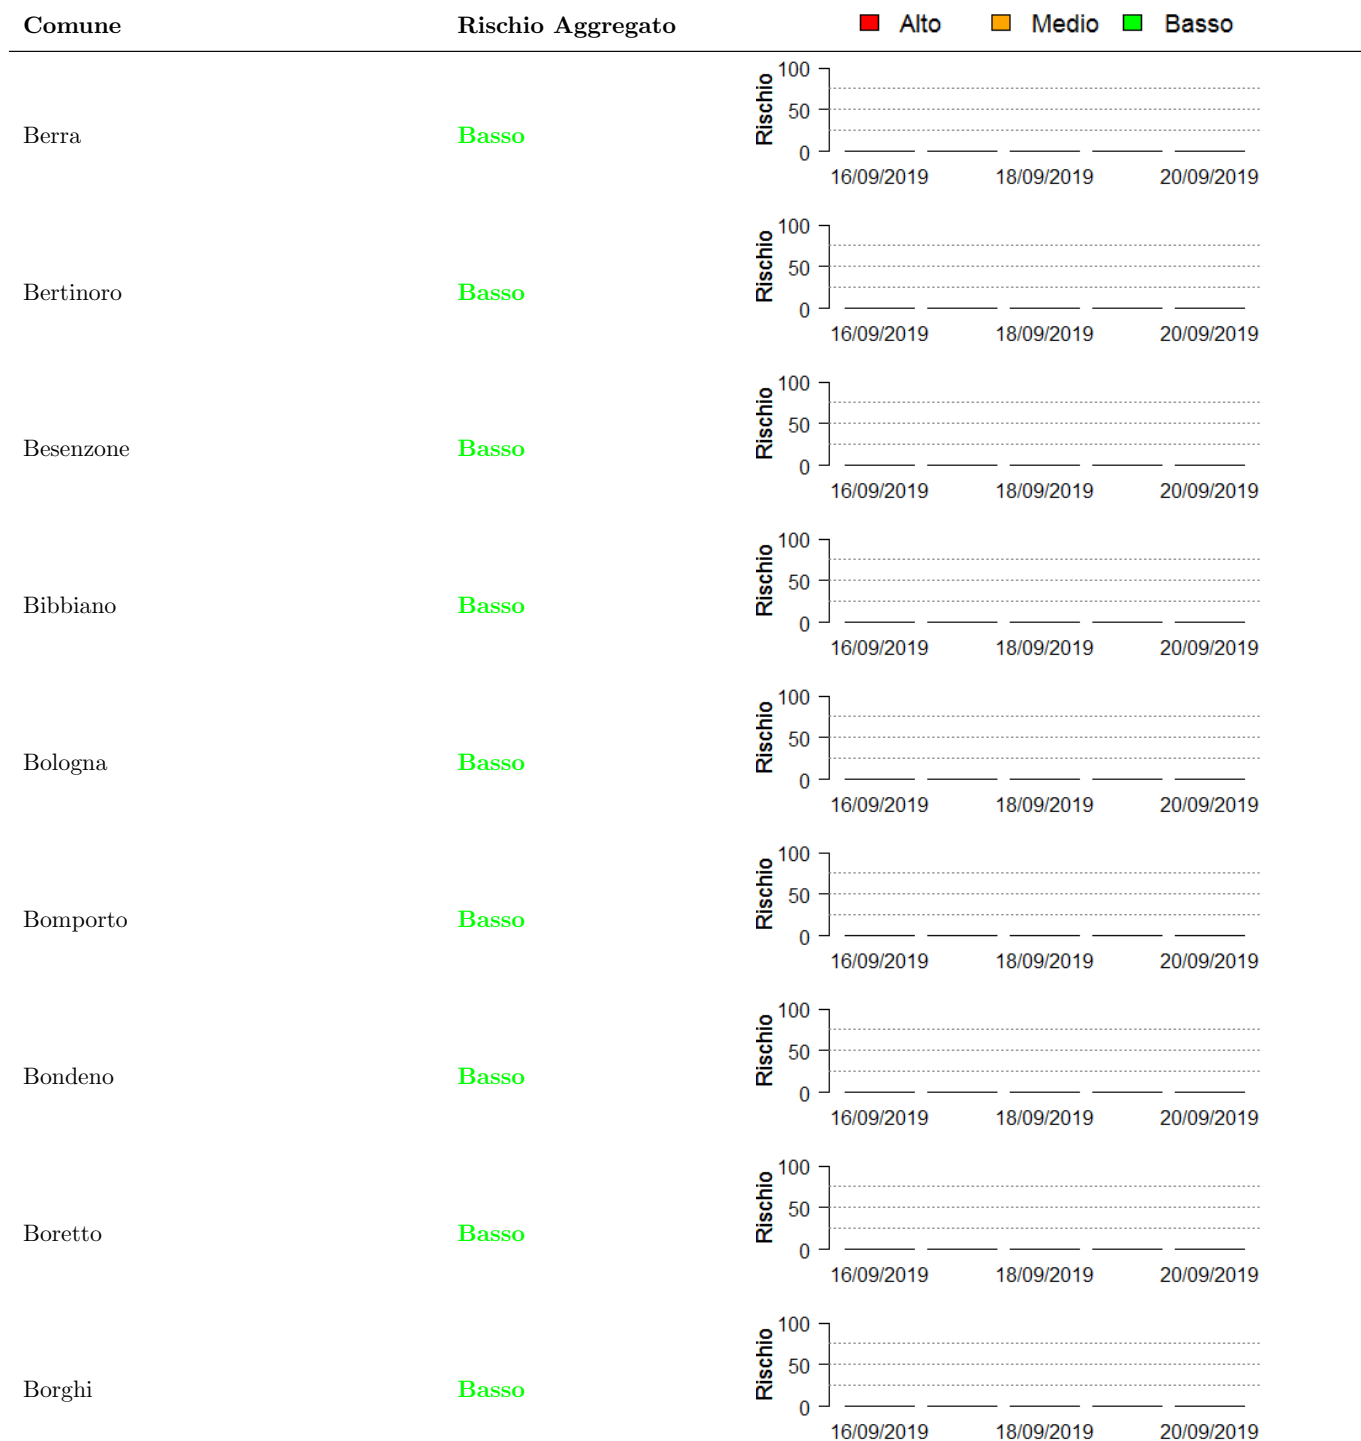 Comune Rischio Aggregato Alto Medio Basso
100
Rischio
50
Berra Basso
0
16/09/2019 18/09/2019 20/09/2019
100
Rischio
50
Bertinoro Basso
0
16/09/2019 18/09/2019 20/09/2019
100
Rischio
50
Besenzone Basso
0
16/09/2019 18/09/2019 20/09/2019
100
Rischio
50
Bibbiano Basso
0
16/09/2019 18/09/2019 20/09/2019
100
Rischio
50
Bologna Basso
0
16/09/2019 18/09/2019 20/09/2019
100
Rischio
50
Bomporto Basso
0
16/09/2019 18/09/2019 20/09/2019
100
Rischio
50
Bondeno Basso
0
16/09/2019 18/09/2019 20/09/2019
100
Rischio
50
Boretto Basso
0
16/09/2019 18/09/2019 20/09/2019
100
Rischio
50
Borghi Basso
0
16/09/2019 18/09/2019 20/09/2019